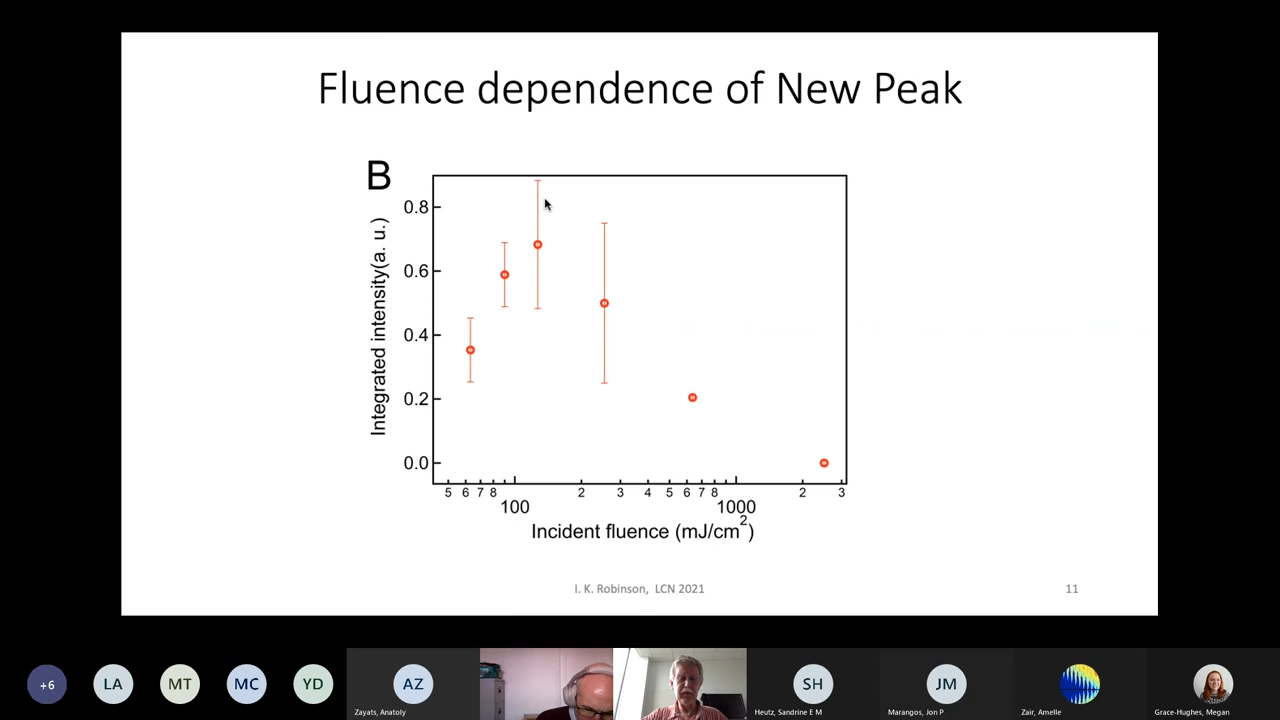 Fluence dependence of New Peak
B
Integrated intensity(a. u.)
0.8
0.6
0.4
0.2
0.0
5 6 7 8 2 3 4 5 6 7 8 2 3
100 1000
Incident fluence (mJ/cm2)
I. K. Robinson, LCN 2021 11
+6 LA MT MC YD AZ SH JM
Zayats, Anatoly Heutz, Sandrine E M Marangos, Jon P Zair, Amelle Grace-Hughes, Megan